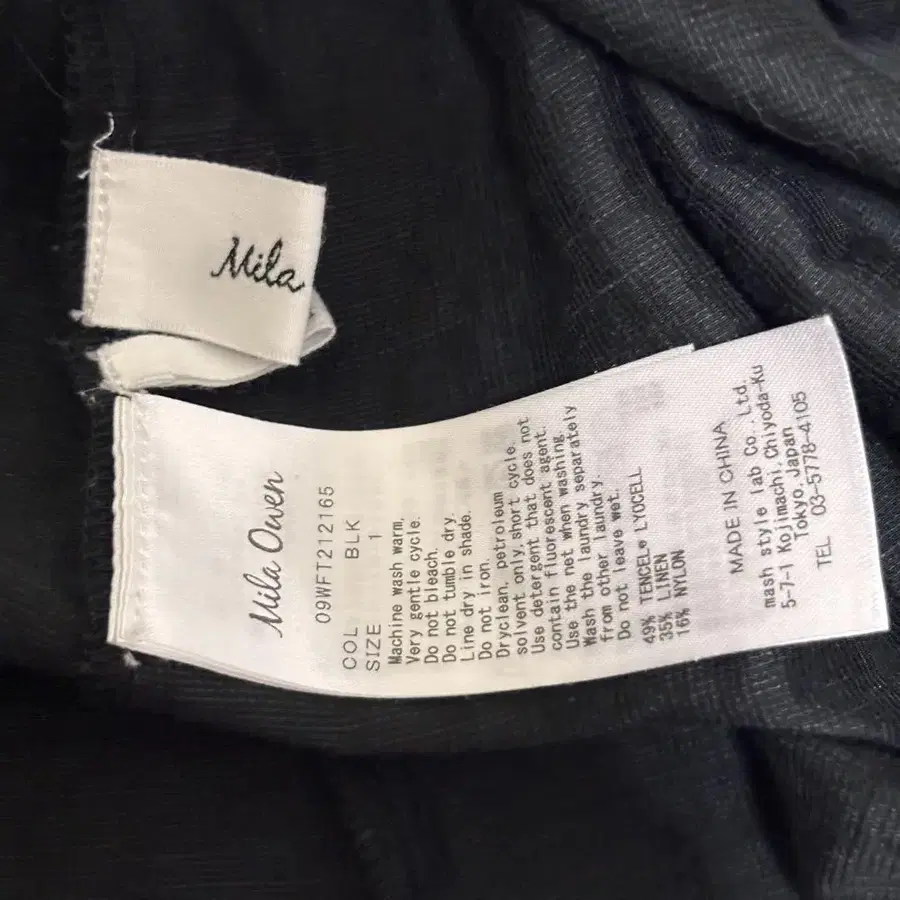 Mila
Mila Owen
09WFT212165
COL BLK
SIZE 1
Machine wash warm,
Very gentle cycle.
Do not bleach.
Do not tumble dry.
Line dry in shade.
Do not iron.
Dryclean, petroleum
solvent only,short cycle.
Use detergent that does not
contain fluorescent agent.
Use the net when washing.
Wash the laundry separately
from other laundry.
Do not leave wet.
49% TENCEL® LYOCELL
35% LINEN
16% NYLON
MADE IN CHINA
mash style lab Co.,Ltd.
5-7-1 Kojimachi,Chiyoda-Ku
Tokyo,Japan
TEL 03-5778-4105